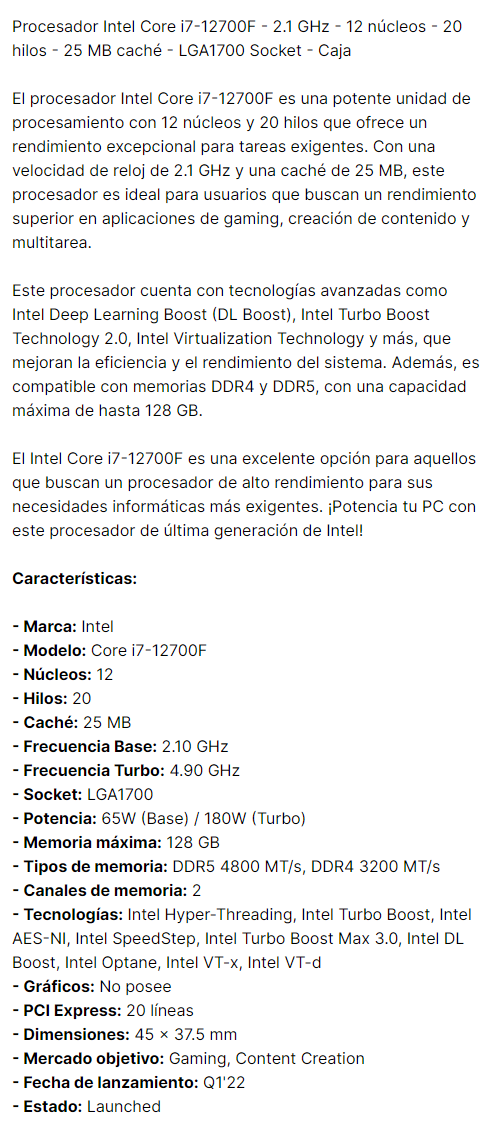 Procesador Intel Core i7-12700F - 2.1 GHz - 12 núcleos - 20
hilos - 25 MB caché - LGA1700 Socket - Caja
El procesador Intel Core i7-12700F es una potente unidad de
procesamiento con 12 núcleos y 20 hilos que ofrece un
rendimiento excepcional para tareas exigentes. Con una
velocidad de reloj de 2.1 GHz y una caché de 25 MB, este
procesador es ideal para usuarios que buscan un rendimiento
superior en aplicaciones de gaming, creación de contenido y
multitarea.
Este procesador cuenta con tecnologías avanzadas como
Intel Deep Learning Boost (DL Boost), Intel Turbo Boost
Technology 2.0, Intel Virtualization Technology y más, que
mejoran la eficiencia y el rendimiento del sistema. Además, es
compatible con memorias DDR4 y DDR5, con una capacidad
máxima de hasta 128 GB.
El Intel Core i7-12700F es una excelente opción para aquellos
que buscan un procesador de alto rendimiento para sus
necesidades informáticas más exigentes. ¡Potencia tu PC con
este procesador de última generación de Intel!
Características:
- Marca: Intel
- Modelo: Core i7-12700F
- Núcleos: 12
- Hilos: 20
- Caché: 25 MB
- Frecuencia Base: 2.10 GHz
- Frecuencia Turbo: 4.90 GHz
- Socket: LGA1700
- Potencia: 65W (Base) / 180W (Turbo)
- Memoria máxima: 128 GB
- Tipos de memoria: DDR5 4800 MT/s, DDR4 3200 MT/s
- Canales de memoria: 2
- Tecnologías: Intel Hyper-Threading, Intel Turbo Boost, Intel
AES-NI, Intel SpeedStep, Intel Turbo Boost Max 3.0, Intel DL
Boost, Intel Optane, Intel VT-x, Intel VT-d
- Gráficos: No posee
- PCI Express: 20 líneas
- Dimensiones: 45 × 37.5 mm
- Mercado objetivo: Gaming, Content Creation
- Fecha de lanzamiento: Q1'22
- Estado: Launched